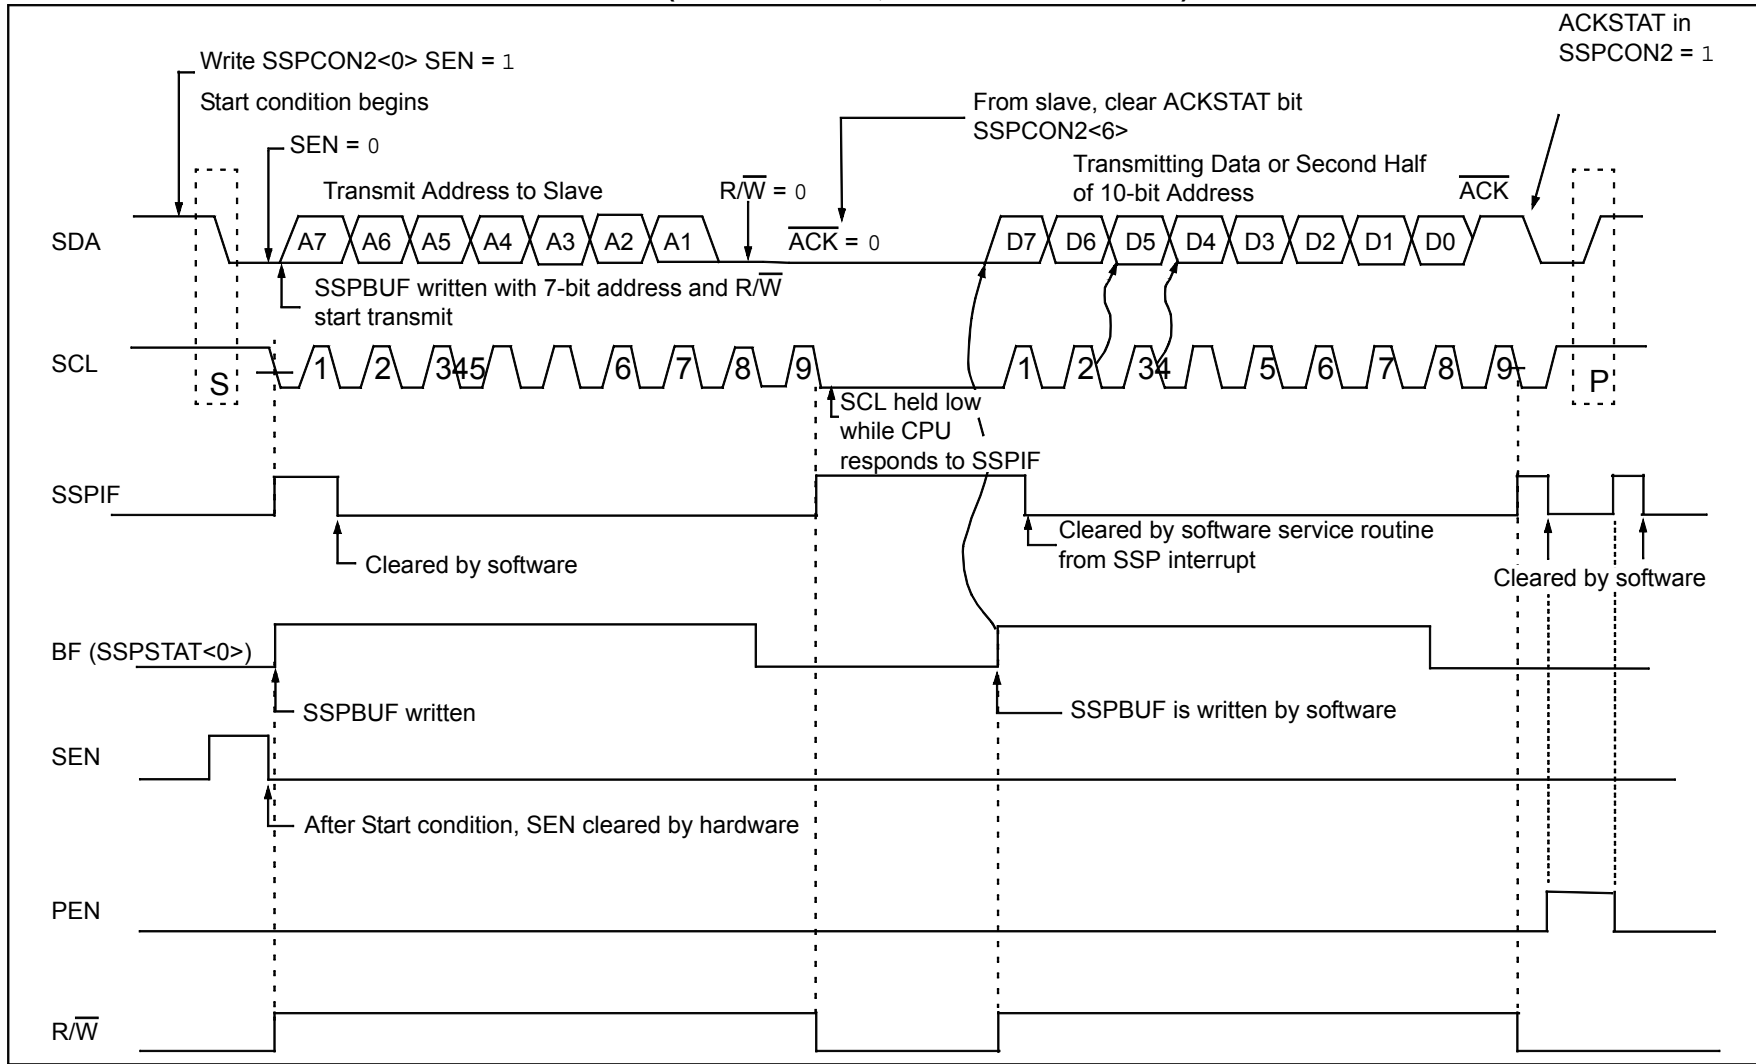 ACKSTAT in
SSPCON2 = 1
Write SSPCON2<0> SEN = 1
Start condition begins
From slave, clear ACKSTAT bit
SSPCON2<6>
SEN = 0
Transmit Address to Slave
R/W̅ = 0
Transmitting Data or Second Half
of 10-bit Address
A̅C̅K̅
SDA
A7 A6 A5 A4 A3 A2 A1
A̅C̅K̅ = 0
D7 D6 D5 D4 D3 D2 D1 D0
SSPBUF written with 7-bit address and R/W̅
start transmit
SCL
S
1 2 345 6 7 8 9
1 2 34 5 6 7 8 9
P
SCL held low
while CPU
responds to SSPIF
SSPIF
Cleared by software
Cleared by software service routine
from SSP interrupt
Cleared by software
BF (SSPSTAT<0>)
SSPBUF written
SSPBUF is written by software
SEN
After Start condition, SEN cleared by hardware
PEN
R/W̅